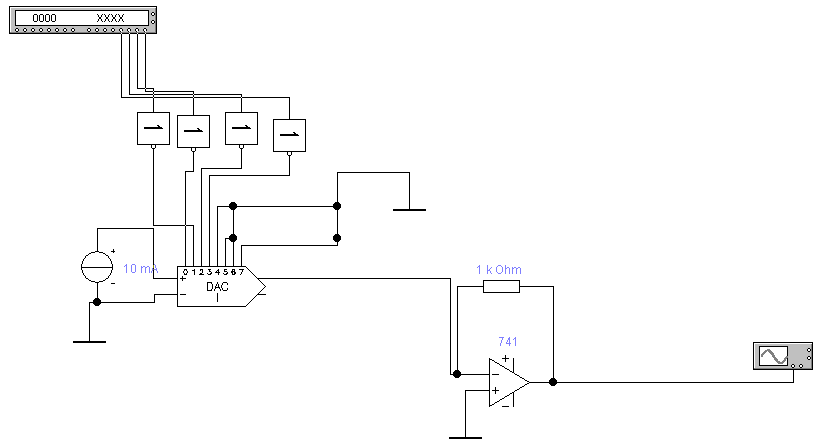 0000 XXXX
10 mA
0 1 2 3 4 5 6 7
+
−
DAC
I
+
-
1 k Ohm
741
+
−
+
−